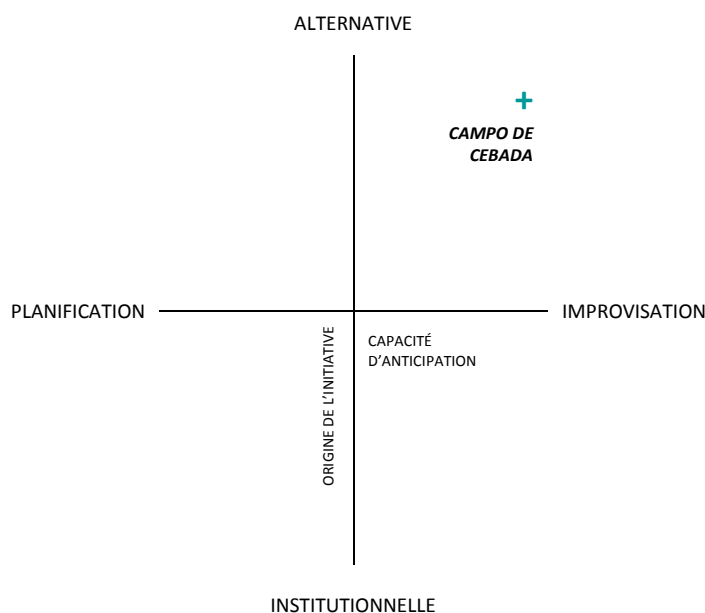 ALTERNATIVE
+
CAMPO DE
CEBADA
PLANIFICATION
IMPROVISATION
ORIGINE DE L’INITIATIVE
CAPACITÉ
D’ANTICIPATION
INSTITUTIONNELLE